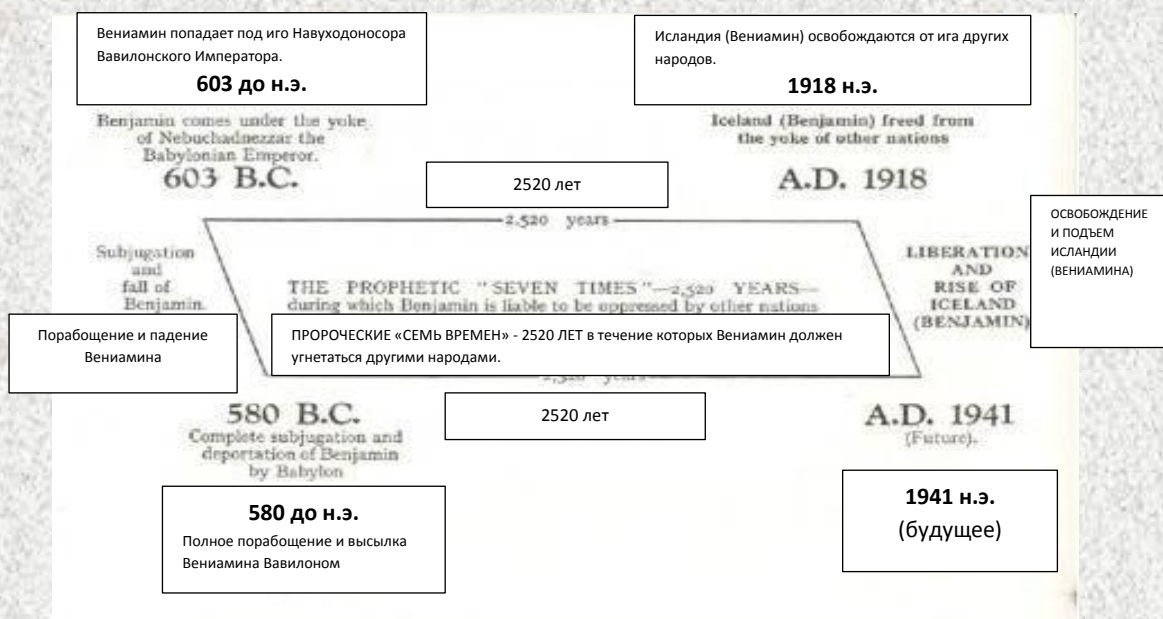 Вениамин попадает под иго Навуходоносора
Вавилонского Императора.
603 до н.э.
Исландия (Вениамин) освобождаются от ига других
народов.
1918 н.э.
Benjamin comes under the yoke
of Nebuchadnezzar the
Babylonian Emperor.
603 B.C.
Iceland (Benjamin) freed from
the yoke of other nations
A.D. 1918
2520 лет
2,520 years
Subjugation
and
fall of
Benjamin.
THE PROPHETIC "SEVEN TIMES"—2,520 YEARS—
during which Benjamin is liable to be oppressed by other nations
LIBERATION
AND
RISE OF
ICELAND
(BENJAMIN)
ОСВОБОЖДЕНИЕ
И ПОДЪЕМ
ИСЛАНДИИ
(ВЕНИАМИНА)
Порабощение и падение
Вениамина
ПРОРОЧЕСКИЕ «СЕМЬ ВРЕМЕН» - 2520 ЛЕТ в течение которых Вениамин должен
угнетаться другими народами.
2,520 years
580 B.C.
Complete subjugation and
deportation of Benjamin
by Babylon
2520 лет
A.D. 1941
(Future).
580 до н.э.
Полное порабощение и высылка
Вениамина Вавилоном
1941 н.э.
(будущее)